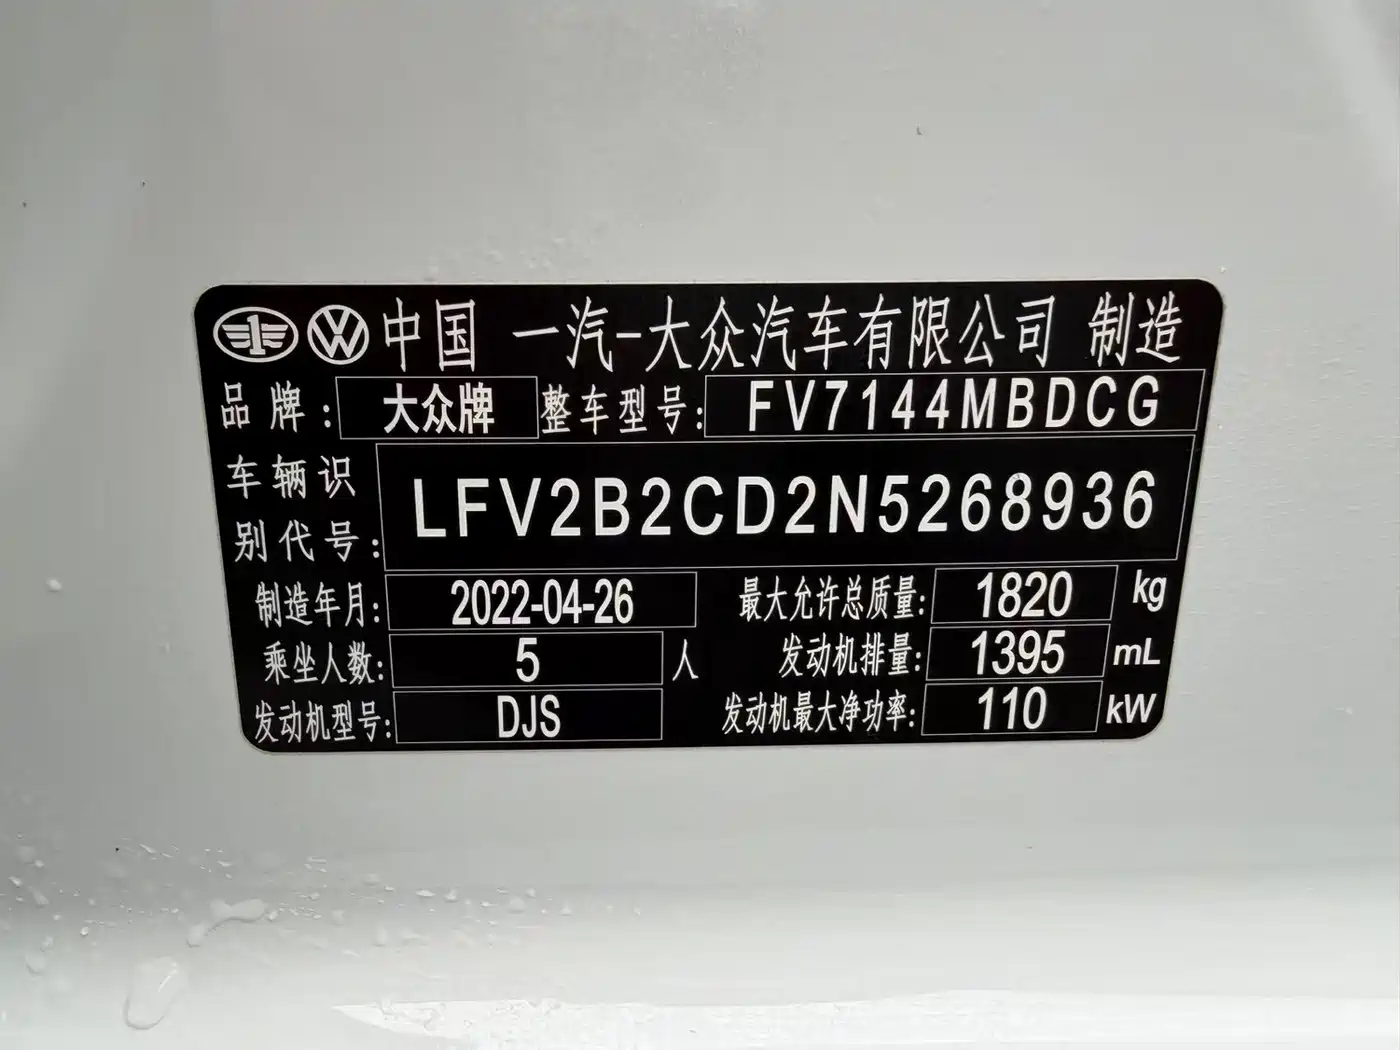 中国 一汽-大众汽车有限公司 制造
品牌: 大众牌 整车型号: FV7144MBDCG
车辆识别代号: LFV2B2CD2N5268936
制造年月: 2022-04-26 最大允许总质量: 1820 kg
乘坐人数: 5 人 发动机排量: 1395 mL
发动机型号: DJS 发动机最大净功率: 110 kW